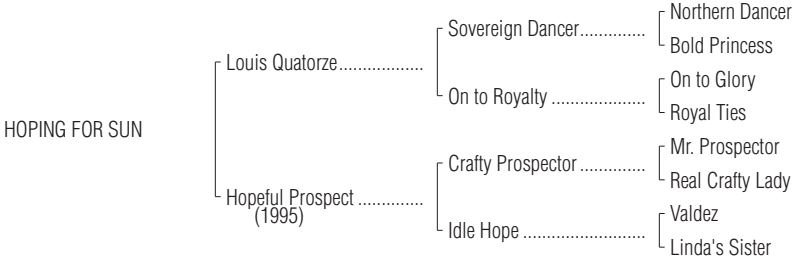 Northern Dancer
Sovereign Dancer..............
Bold Princess
Louis Quatorze..................
On to Glory
On to Royalty ....................
Royal Ties
HOPING FOR SUN
Mr. Prospector
Crafty Prospector ..............
Real Crafty Lady
Hopeful Prospect ..............
(1995)
Valdez
Idle Hope ..........................
Linda's Sister